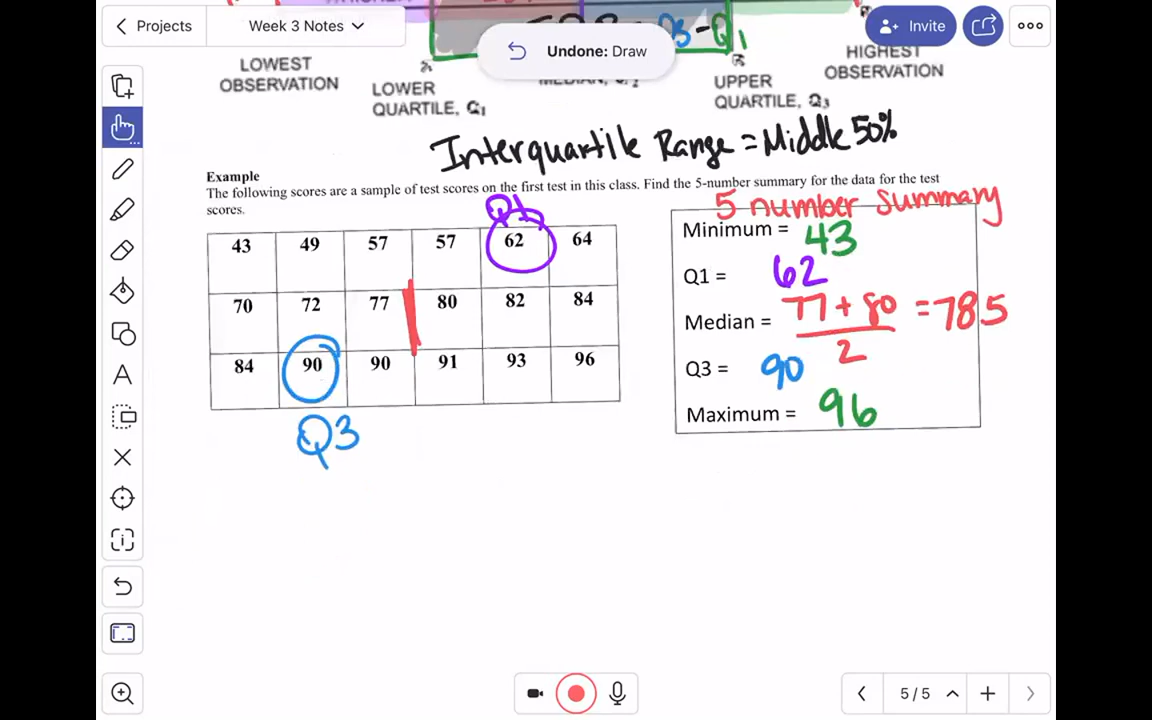 Projects
Week 3 Notes
Undone: Draw
Invite
Q3 - Q1
LOWEST
OBSERVATION
LOWER
QUARTILE, Q1
UPPER
QUARTILE, Q3
HIGHEST
OBSERVATION
Interquartile Range = Middle 50%
Example
The following scores are a sample of test scores on the first test in this class. Find the 5-number summary for the data for the test
scores.
Q1
43 49 57 57 62 64
70 72 77 80 82 84
84 90 90 91 93 96
Q3
5 number summary
Minimum = 43
Q1 = 62
Median = 77 + 80 / 2 = 78.5
Q3 = 90
Maximum = 96
5/5